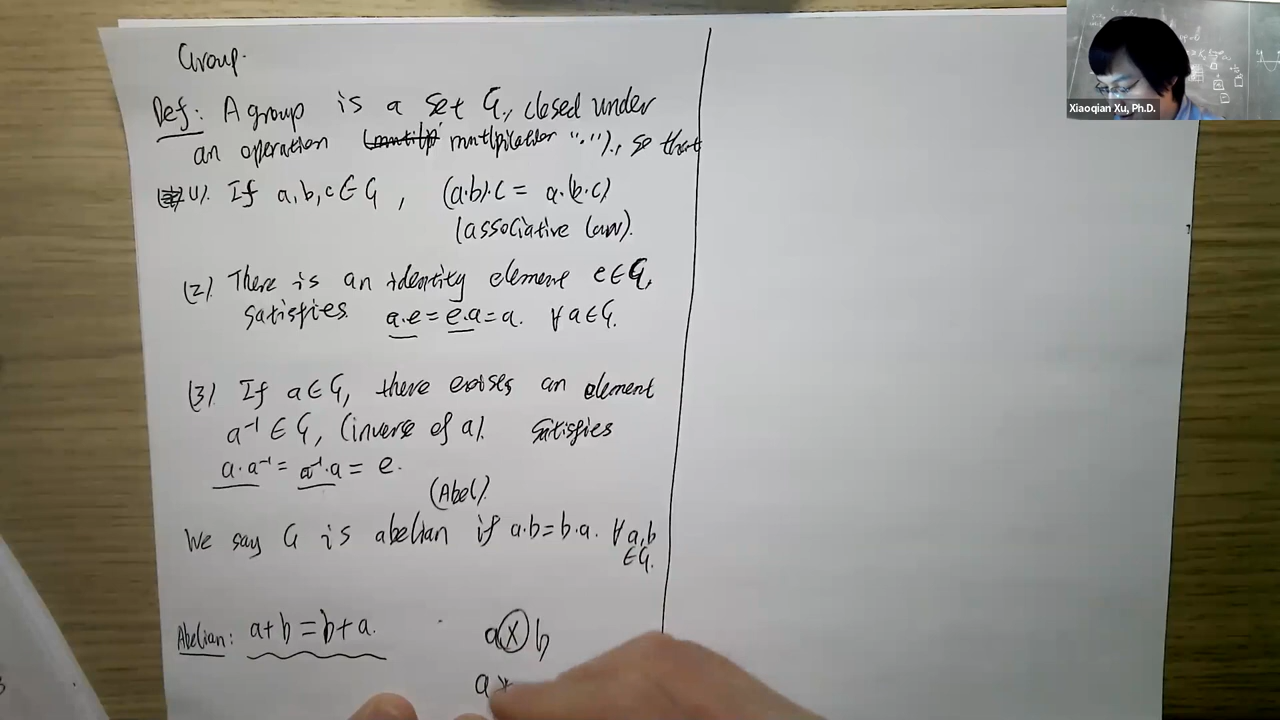 Group.
Def: A group is a set G, closed under
an operation multiplication "·"), so that
(1). If a,b,c∈G, (a·b)·c = a·(b·c)
(associative law).
(2). There is an identity element e∈G,
satisfies. a·e = e·a = a. ∀a∈G.
(3). If a∈G, there exises an element
a⁻¹∈G, (inverse of a). satisfies
a·a⁻¹ = a⁻¹·a = e.
(Abel).
We say G is abelian if a·b = b·a. ∀a,b
∈G.
Abelian: a+b = b+a. a×b
a
Xiaoqian Xu, Ph.D.